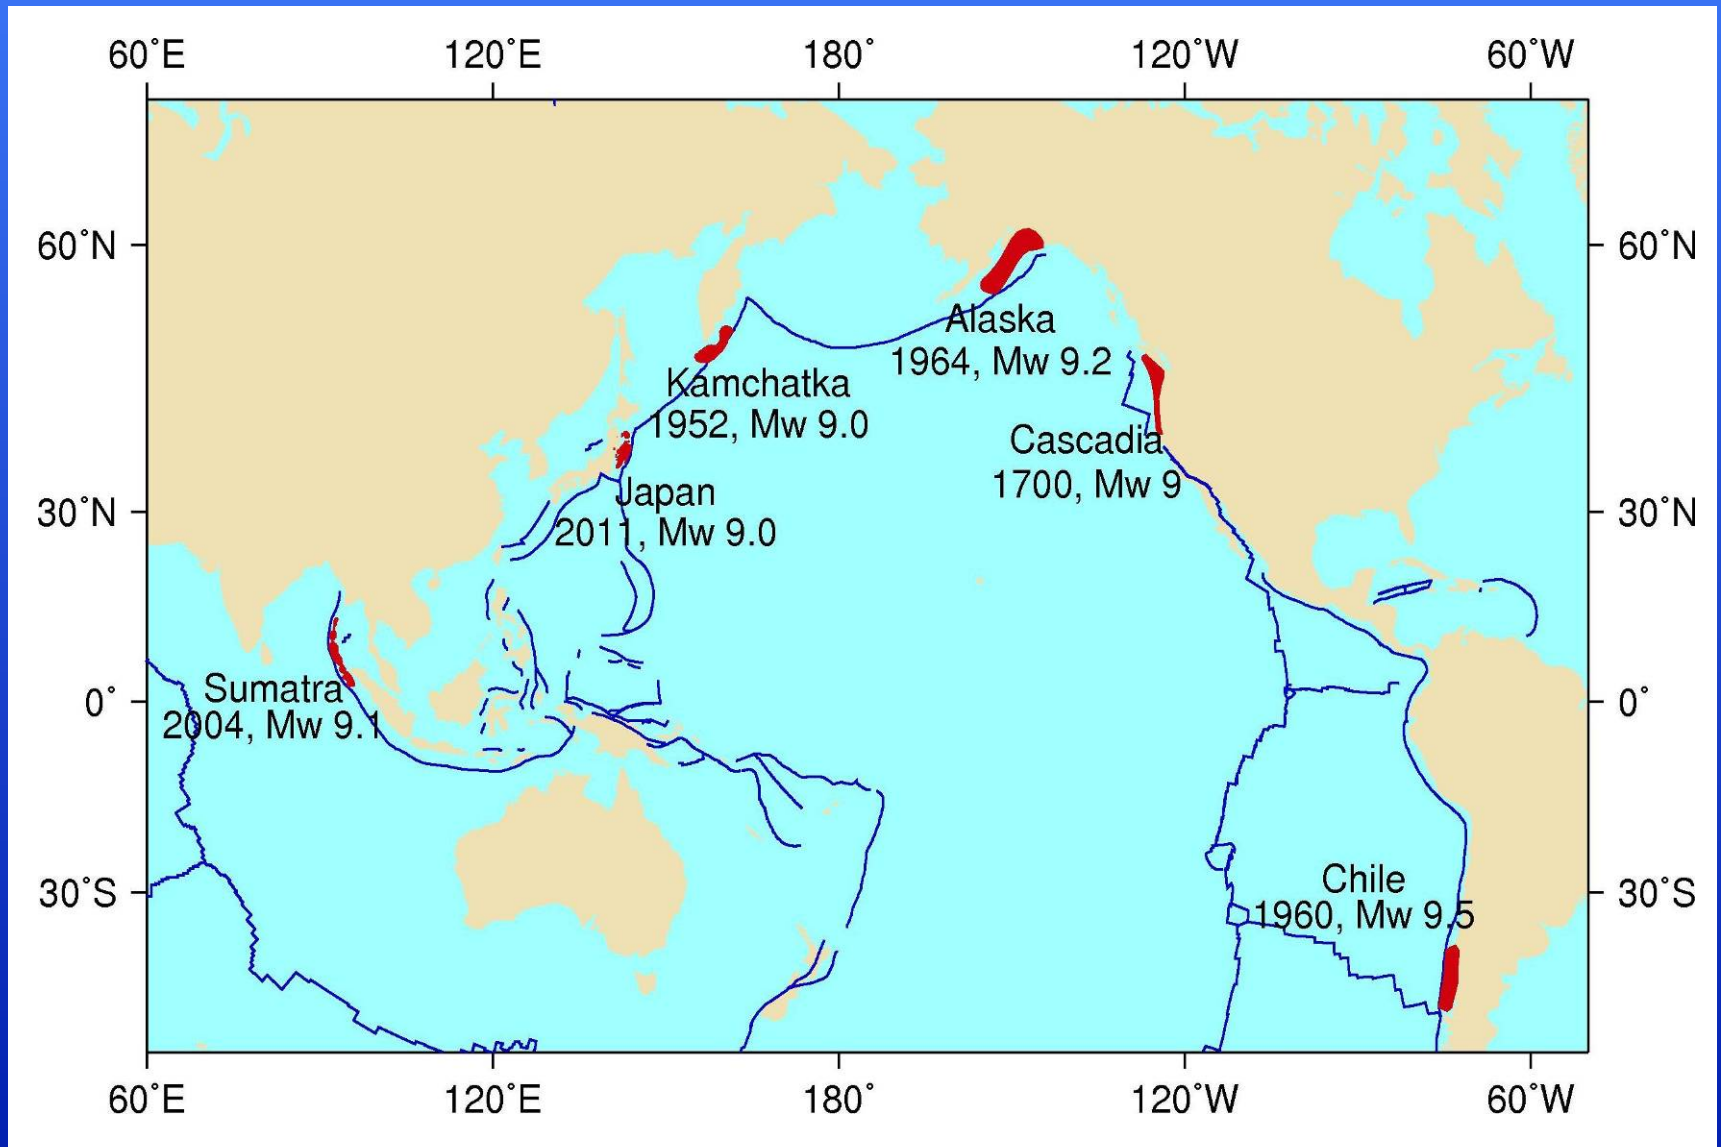 60°E 120°E 180° 120°W 60°W
60°N 60°N
Alaska
1964, Mw 9.2
Kamchatka
1952, Mw 9.0
Cascadia
1700, Mw 9
Japan
2011, Mw 9.0
30°N 30°N
Sumatra
2004, Mw 9.1
0° 0°
Chile
1960, Mw 9.5
30°S 30°S
60°E 120°E 180° 120°W 60°W